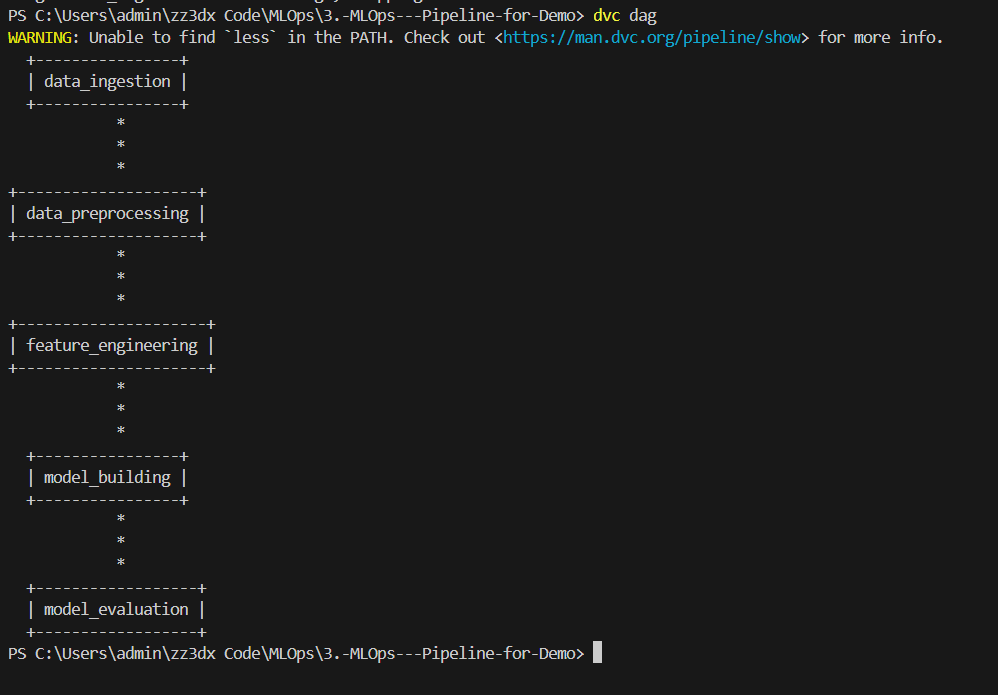 PS C:\Users\admin\zz3dx Code\MLOps\3.-MLOps---Pipeline-for-Demo> dvc dag
WARNING: Unable to find `less` in the PATH. Check out <https://man.dvc.org/pipeline/show> for more info.
  +----------------+
  | data_ingestion |
  +----------------+
            *
            *
            *
+--------------------+
| data_preprocessing |
+--------------------+
            *
            *
            *
+---------------------+
| feature_engineering |
+---------------------+
            *
            *
            *
  +----------------+
  | model_building |
  +----------------+
            *
            *
            *
  +------------------+
  | model_evaluation |
  +------------------+
PS C:\Users\admin\zz3dx Code\MLOps\3.-MLOps---Pipeline-for-Demo>